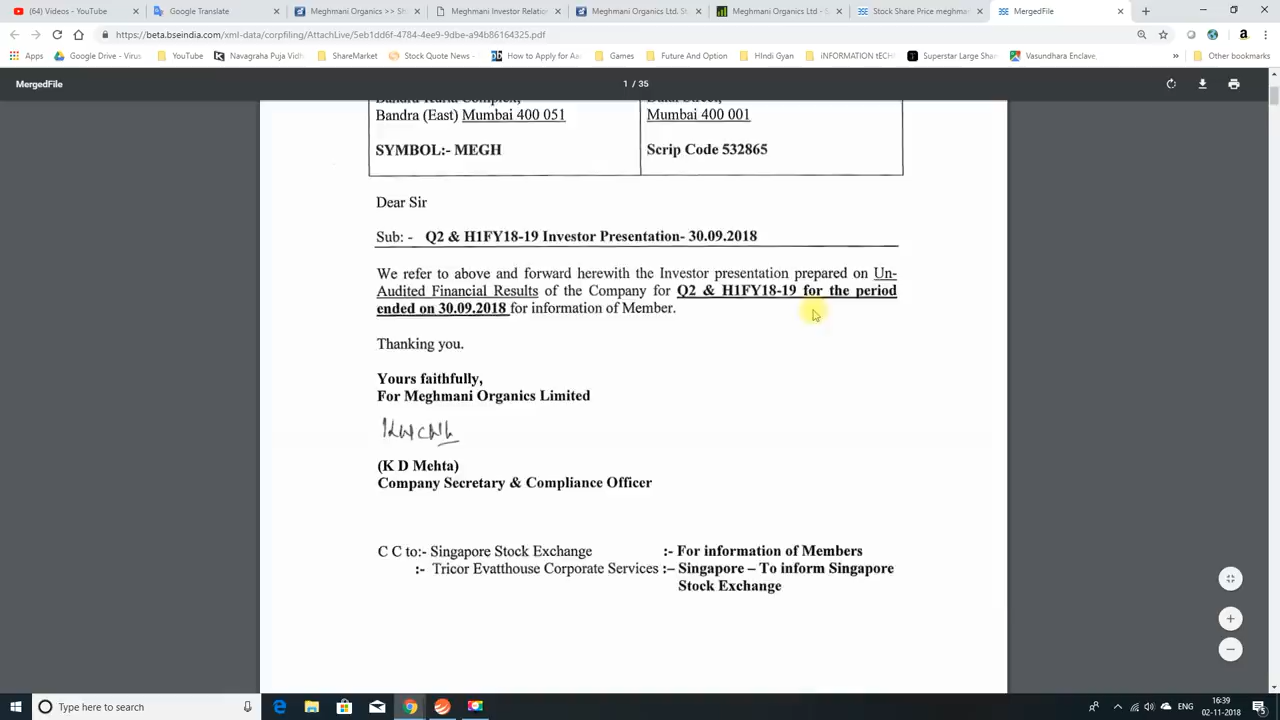 (64) Videos - YouTube
Google Translate
Meghmani Organics >> Sh
Meghmani Investor Relatio
Meghmani Organics Ltd. St
Meghmani Organics Ltd -
Stock Share Price meghma
MergedFile
https://beta.bseindia.com/xml-data/corpfiling/AttachLive/5eb1dd6f-4784-4ee9-9dbe-a94b86164325.pdf
Apps
Google Drive - Virus
YouTube
Navagraha Puja Vidh
ShareMarket
Stock Quote News -
How to Apply for Aa
Games
Future And Option
HIndi Gyan
iNFORMATION tECH
Superstar Large Shar
Vasundhara Enclave.
»
Other bookmarks
MergedFile
1 / 35
Bandra Kurla Complex,
Dalal Street,
Bandra (East) Mumbai 400 051
Mumbai 400 001
SYMBOL:- MEGH
Scrip Code 532865
Dear Sir
Sub: - Q2 & H1FY18-19 Investor Presentation- 30.09.2018
We refer to above and forward herewith the Investor presentation prepared on Un-
Audited Financial Results of the Company for Q2 & H1FY18-19 for the period
ended on 30.09.2018 for information of Member.
Thanking you.
Yours faithfully,
For Meghmani Organics Limited
(K D Mehta)
Company Secretary & Compliance Officer
C C to:- Singapore Stock Exchange :- For information of Members
:- Tricor Evatthouse Corporate Services :– Singapore – To inform Singapore
Stock Exchange
Type here to search
16:39
ENG
02-11-2018
5